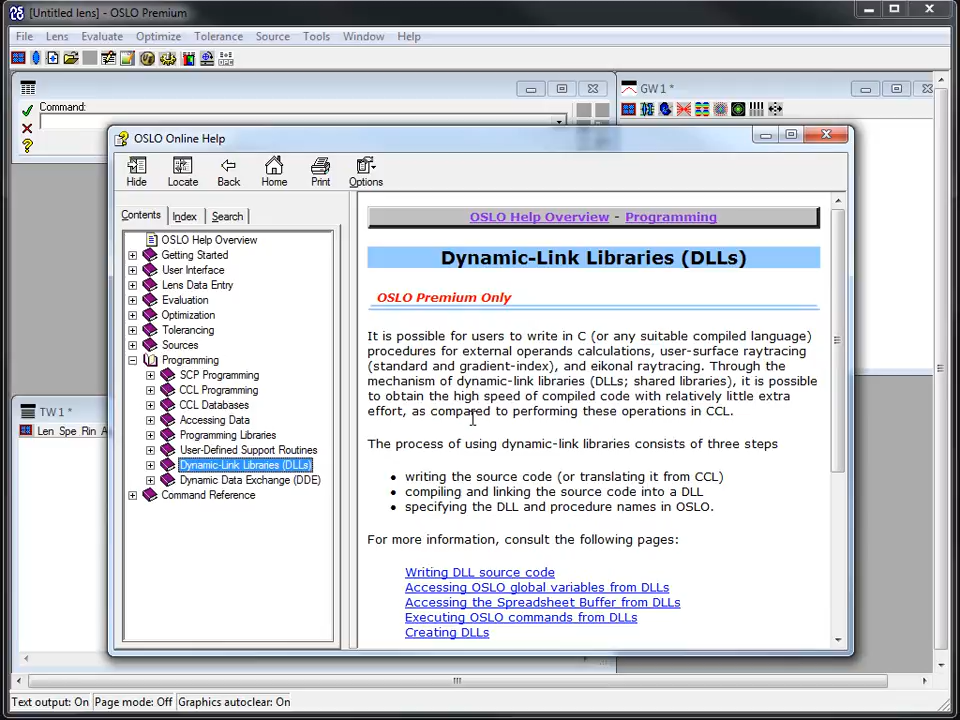 [Untitled lens] - OSLO Premium
File Lens Evaluate Optimize Tolerance Source Tools Window Help
GW1 *
Command:
OSLO Online Help
Hide Locate Back Home Print Options
Contents Index Search
OSLO Help Overview
Getting Started
User Interface
Lens Data Entry
Evaluation
Optimization
Tolerancing
Sources
Programming
SCP Programming
CCL Programming
CCL Databases
Accessing Data
Programming Libraries
User-Defined Support Routines
Dynamic-Link Libraries (DLLs)
Dynamic Data Exchange (DDE)
Command Reference
OSLO Help Overview - Programming
Dynamic-Link Libraries (DLLs)
OSLO Premium Only
It is possible for users to write in C (or any suitable compiled language)
procedures for external operands calculations, user-surface raytracing
(standard and gradient-index), and eikonal raytracing. Through the
mechanism of dynamic-link libraries (DLLs; shared libraries), it is possible
to obtain the high speed of compiled code with relatively little extra
effort, as compared to performing these operations in CCL.
The process of using dynamic-link libraries consists of three steps
• writing the source code (or translating it from CCL)
• compiling and linking the source code into a DLL
• specifying the DLL and procedure names in OSLO.
For more information, consult the following pages:
Writing DLL source code
Accessing OSLO global variables from DLLs
Accessing the Spreadsheet Buffer from DLLs
Executing OSLO commands from DLLs
Creating DLLs
TW1 *
Len Spe Rin A
Text output: On Page mode: Off Graphics autoclear: On